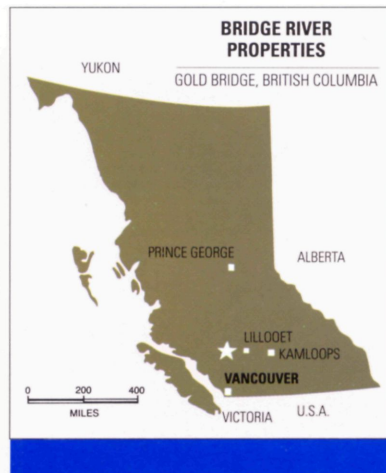 BRIDGE RIVER
PROPERTIES
GOLD BRIDGE, BRITISH COLUMBIA
YUKON
PRINCE GEORGE
ALBERTA
LILLOOET
KAMLOOPS
VANCOUVER
0 200 400
MILES
VICTORIA
U.S.A.